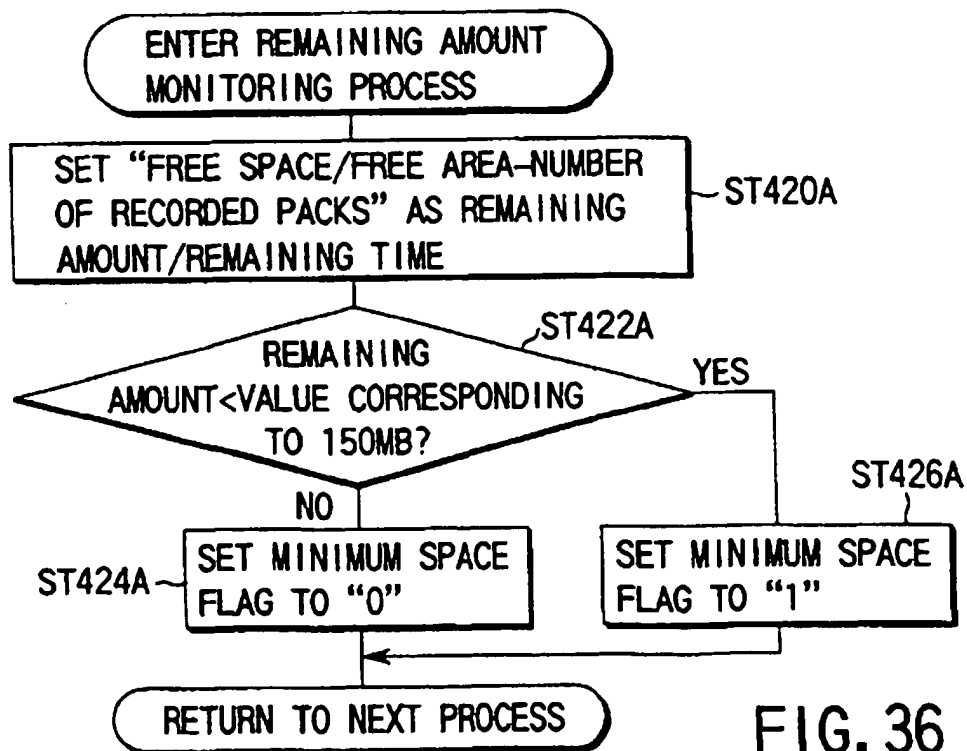 ENTER REMAINING AMOUNT
MONITORING PROCESS
SET “FREE SPACE/FREE AREA–NUMBER
OF RECORDED PACKS” AS REMAINING
AMOUNT/REMAINING TIME
ST420A
ST422A
REMAINING
AMOUNT<VALUE CORRESPONDING
TO 150MB?
YES
NO
ST426A
ST424A
SET MINIMUM SPACE
FLAG TO “0”
SET MINIMUM SPACE
FLAG TO “1”
RETURN TO NEXT PROCESS
FIG. 36